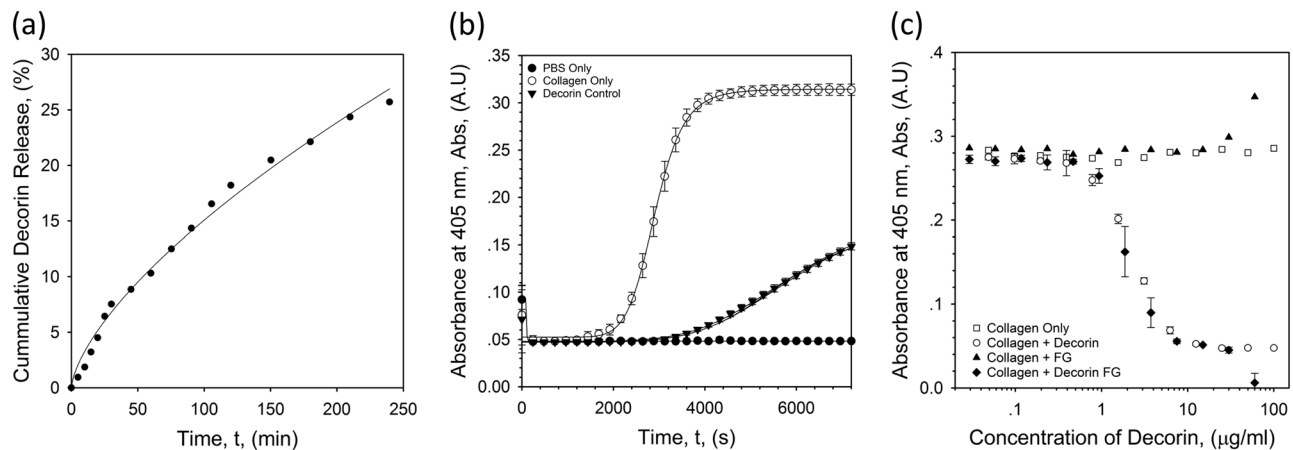 (a)
30
25
20
15
10
5
0
Cummulative Decorin Release, (%)
0 50 100 150 200 250
Time, t, (min)
(b)
.35
.30
.25
.20
.15
.10
.05
0.00
Absorbance at 405 nm, Abs, (A.U)
PBS Only
Collagen Only
Decorin Control
0 2000 4000 6000
Time, t, (s)
(c)
.4
.3
.2
.1
0.0
Absorbance at 405 nm, Abs, (A.U)
Collagen Only
Collagen + Decorin
Collagen + FG
Collagen + Decorin FG
.1 1 10 100
Concentration of Decorin, (μg/ml)